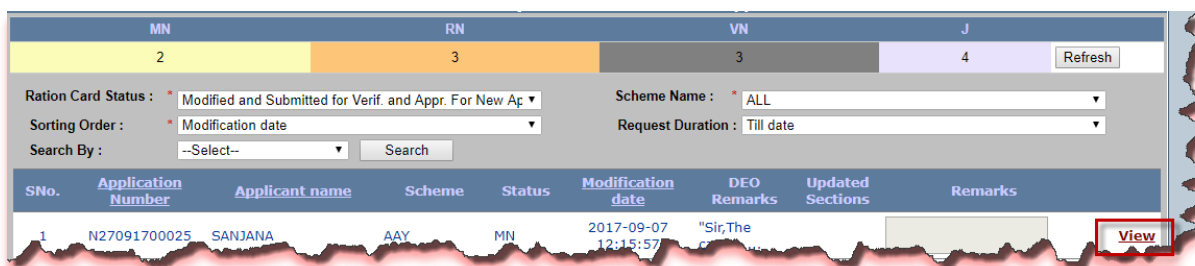 MN RN VN J
2 3 3 4 Refresh
Ration Card Status : * Modified and Submitted for Verif. and Appr. For New Ap Scheme Name : * ALL
Sorting Order : * Modification date Request Duration : Till date
Search By : --Select-- Search
SNo. Application Number Applicant name Scheme Status Modification date DEO Remarks Updated Sections Remarks
1 N27091700025 SANJANA AAY MN 2017-09-07 12:15:57 "Sir,The View